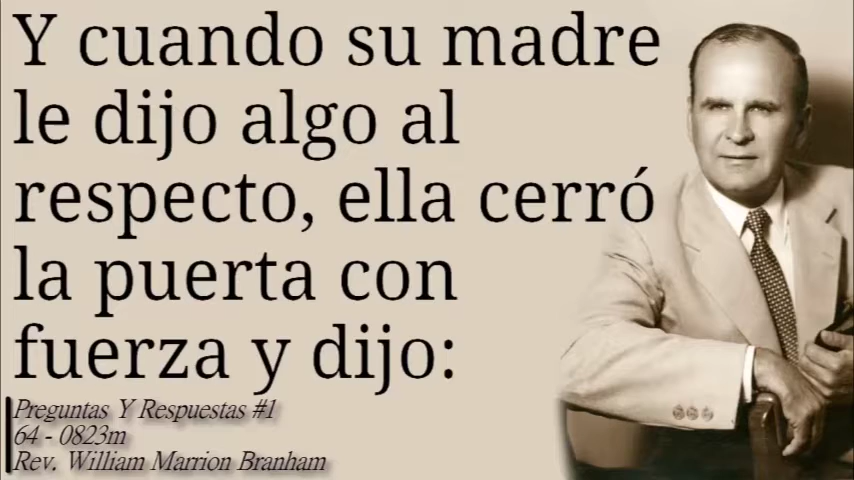 Y cuando su madre
le dijo algo al
respecto, ella cerró
la puerta con
fuerza y dijo:
Preguntas Y Respuestas #1
64 - 0823m
Rev. William Marrion Branham